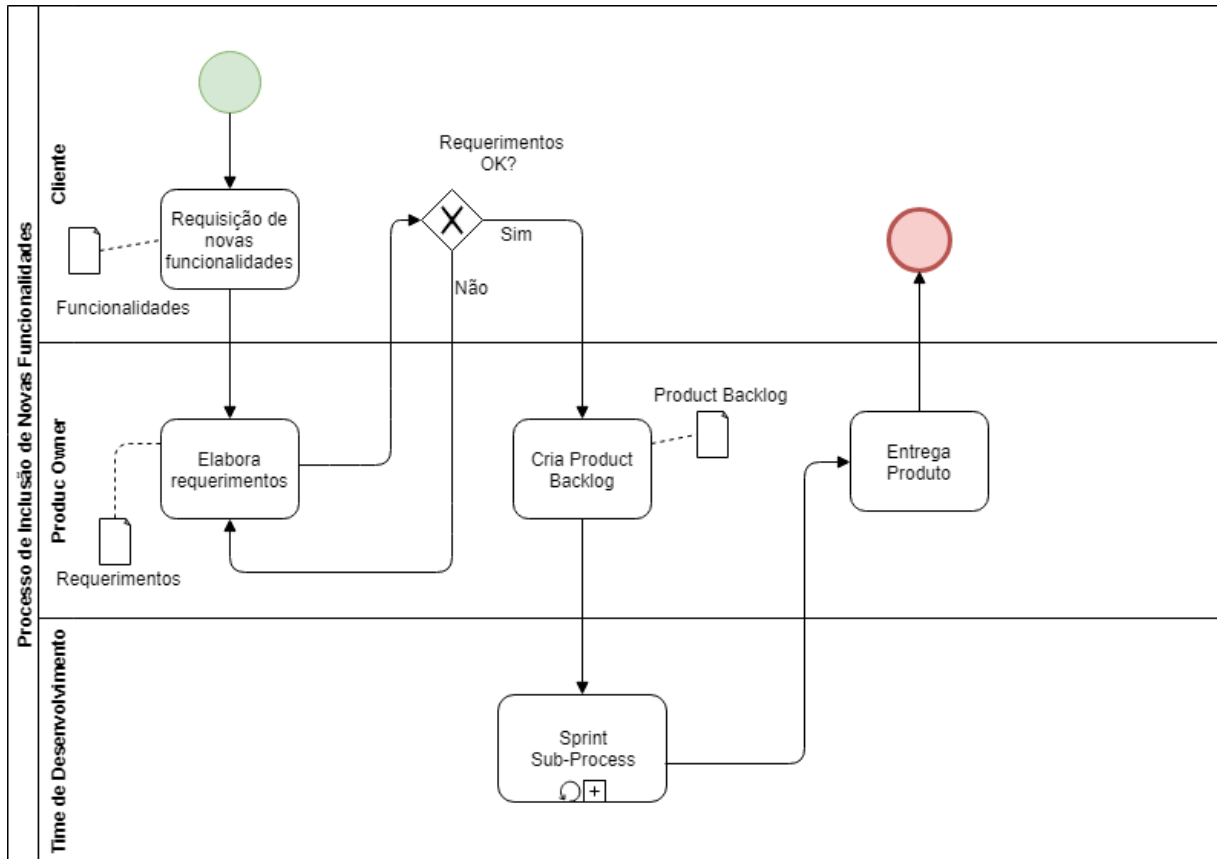 Processo de Inclusão de Novas Funcionalidades
Cliente
Requerimentos
OK?
Requisição de
novas
funcionalidades
Sim
Não
Funcionalidades
Produc Owner
Product Backlog
Elabora
requerimentos
Cria Product
Backlog
Entrega
Produto
Requerimentos
Time de Desenvolvimento
Sprint
Sub-Process